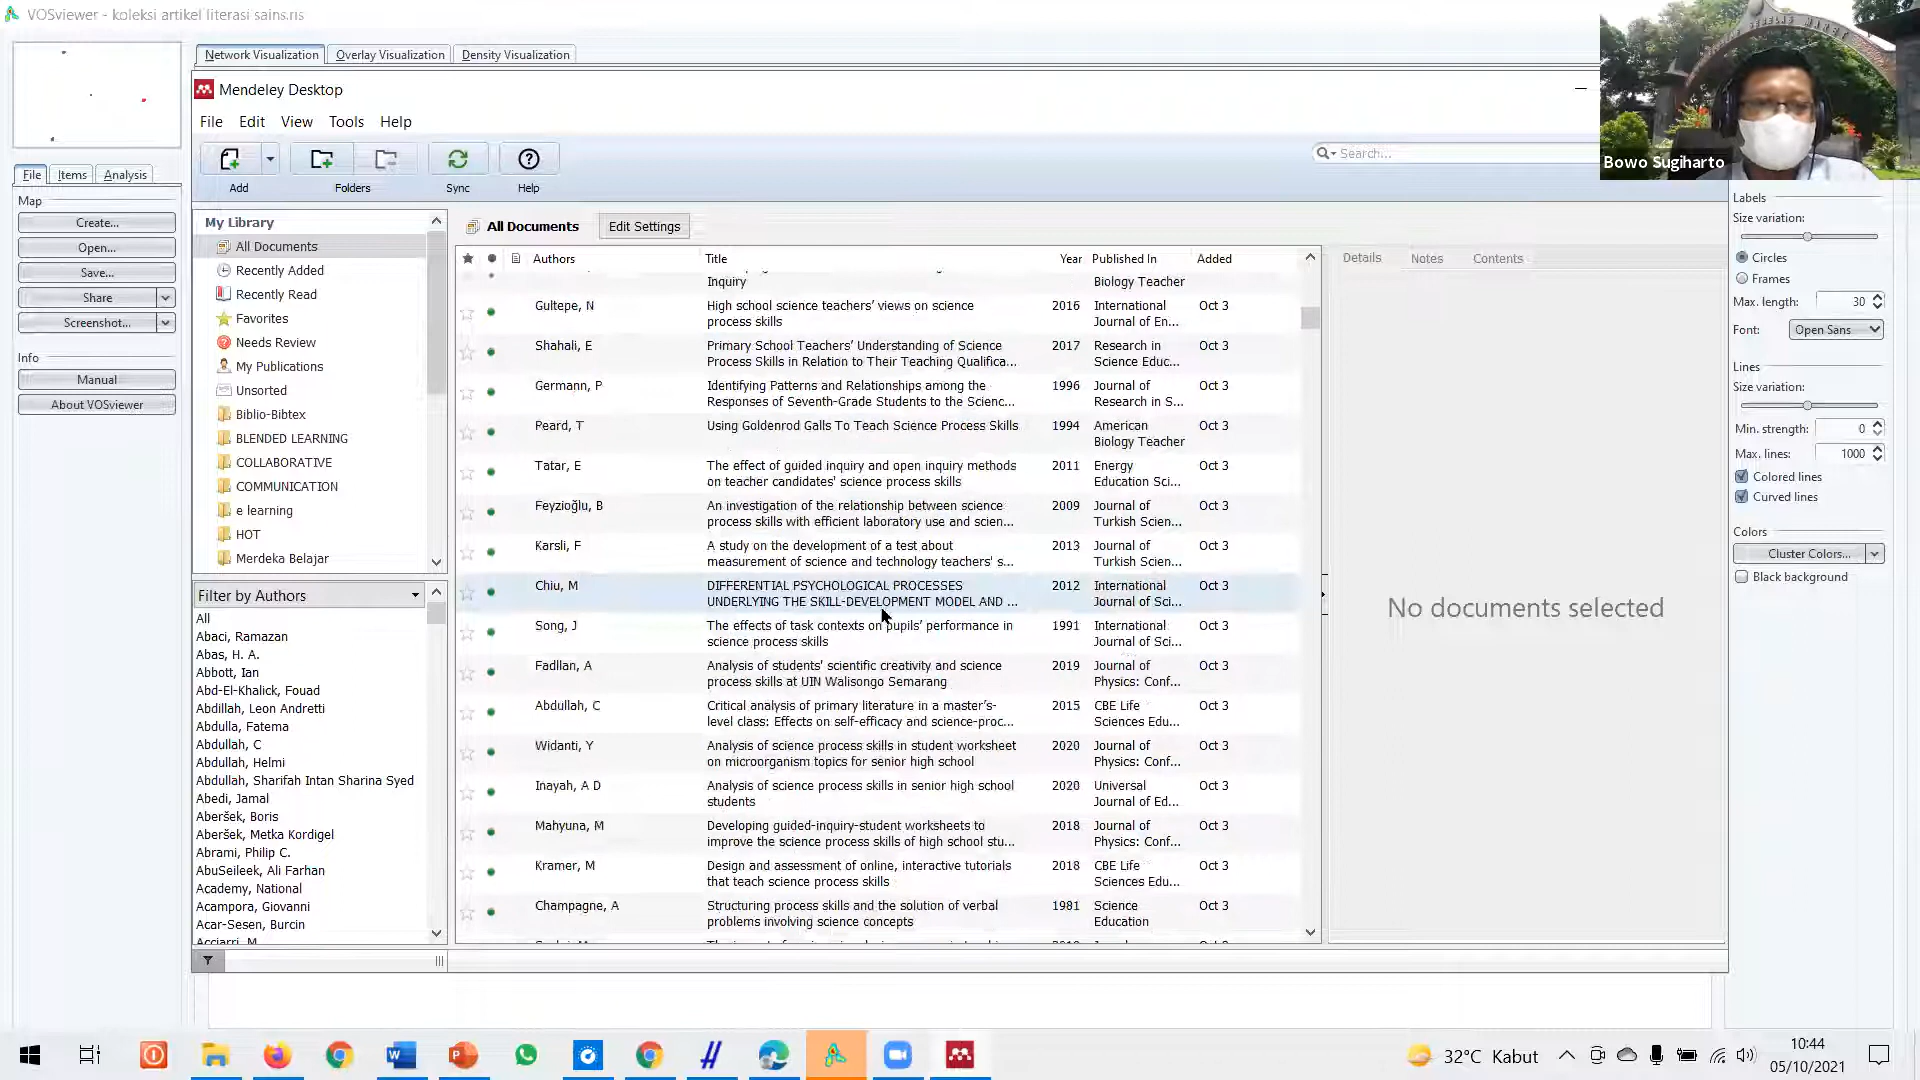 VOSviewer - koleksi artikel literasi sains.ris
Network Visualization
Overlay Visualization
Density Visualization
Mendeley Desktop
File Edit View Tools Help
Search...
Bowo Sugiharto
Add
Folders
Sync
Help
File
Items
Analysis
Map
Create...
Open...
Save...
Share
Screenshot...
Info
Manual
About VOSviewer
My Library
All Documents
Recently Added
Recently Read
Favorites
Needs Review
My Publications
Unsorted
Biblio-Bibtex
BLENDED LEARNING
COLLABORATIVE
COMMUNICATION
e learning
HOT
Merdeka Belajar
Filter by Authors
All
Abaci, Ramazan
Abas, H. A.
Abbott, Ian
Abd-El-Khalick, Fouad
Abdillah, Leon Andretti
Abdulla, Fatema
Abdullah, C
Abdullah, Helmi
Abdullah, Sharifah Intan Sharina Syed
Abedi, Jamal
Aberšek, Boris
Aberšek, Metka Kordigel
Abrami, Philip C.
AbuSeileek, Ali Farhan
Academy, National
Acampora, Giovanni
Acar-Sesen, Burcin
Acciarri, M
All Documents
Edit Settings
Authors Title Year Published In Added
Inquiry Biology Teacher
Gultepe, N High school science teachers' views on science 2016 International Oct 3
process skills Journal of En...
Shahali, E Primary School Teachers' Understanding of Science 2017 Research in Oct 3
Process Skills in Relation to Their Teaching Qualifica... Science Educ...
Germann, P Identifying Patterns and Relationships among the 1996 Journal of Oct 3
Responses of Seventh-Grade Students to the Scienc... Research in S...
Peard, T Using Goldenrod Galls To Teach Science Process Skills 1994 American Oct 3
Biology Teacher
Tatar, E The effect of guided inquiry and open inquiry methods 2011 Energy Oct 3
on teacher candidates' science process skills Education Sci...
Feyzioğlu, B An investigation of the relationship between science 2009 Journal of Oct 3
process skills with efficient laboratory use and scien... Turkish Scien...
Karsli, F A study on the development of a test about 2013 Journal of Oct 3
measurement of science and technology teachers' s... Turkish Scien...
Chiu, M DIFFERENTIAL PSYCHOLOGICAL PROCESSES 2012 International Oct 3
UNDERLYING THE SKILL-DEVELOPMENT MODEL AND ... Journal of Sci...
Song, J The effects of task contexts on pupils' performance in 1991 International Oct 3
science process skills Journal of Sci...
Fadllan, A Analysis of students' scientific creativity and science 2019 Journal of Oct 3
process skills at UIN Walisongo Semarang Physics: Conf...
Abdullah, C Critical analysis of primary literature in a master's- 2015 CBE Life Oct 3
level class: Effects on self-efficacy and science-proc... Sciences Edu...
Widanti, Y Analysis of science process skills in student worksheet 2020 Journal of Oct 3
on microorganism topics for senior high school Physics: Conf...
Inayah, A D Analysis of science process skills in senior high school 2020 Universal Oct 3
students Journal of Ed...
Mahyuna, M Developing guided-inquiry-student worksheets to 2018 Journal of Oct 3
improve the science process skills of high school stu... Physics: Conf...
Kramer, M Design and assessment of online, interactive tutorials 2018 CBE Life Oct 3
that teach science process skills Sciences Edu...
Champagne, A Structuring process skills and the solution of verbal 1981 Science Oct 3
problems involving science concepts Education
Details
Notes
Contents
No documents selected
Labels
Size variation:
Circles
Frames
Max. length: 30
Font: Open Sans
Lines
Size variation:
Min. strength: 0
Max. lines: 1000
Colored lines
Curved lines
Colors
Cluster Colors...
Black background
32°C Kabut
10:44
05/10/2021